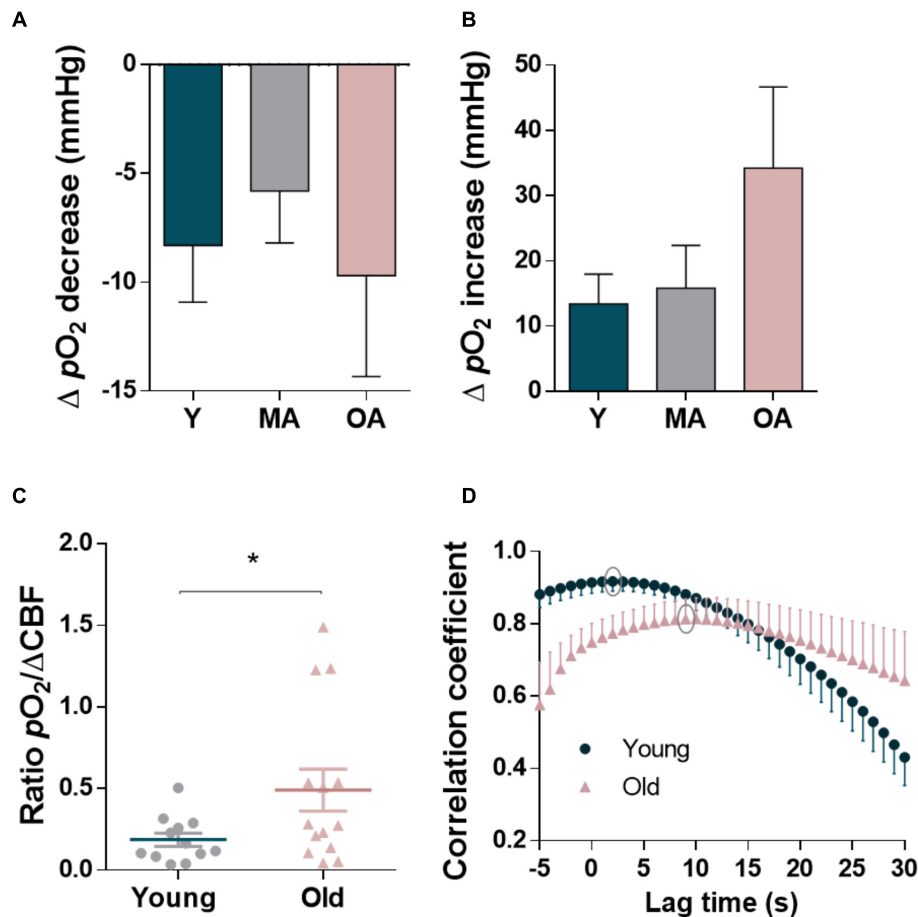 A
Δ pO₂ decrease (mmHg)
0
-5
-10
-15
Y MA OA
B
Δ pO₂ increase (mmHg)
50
40
30
20
10
0
Y MA OA
C
Ratio pO₂/ΔCBF
2.0
1.5
1.0
0.5
0.0
*
Young Old
D
Correlation coefficient
1.0
0.8
0.6
0.4
0.2
Young
Old
-5 0 5 10 15 20 25 30
Lag time (s)